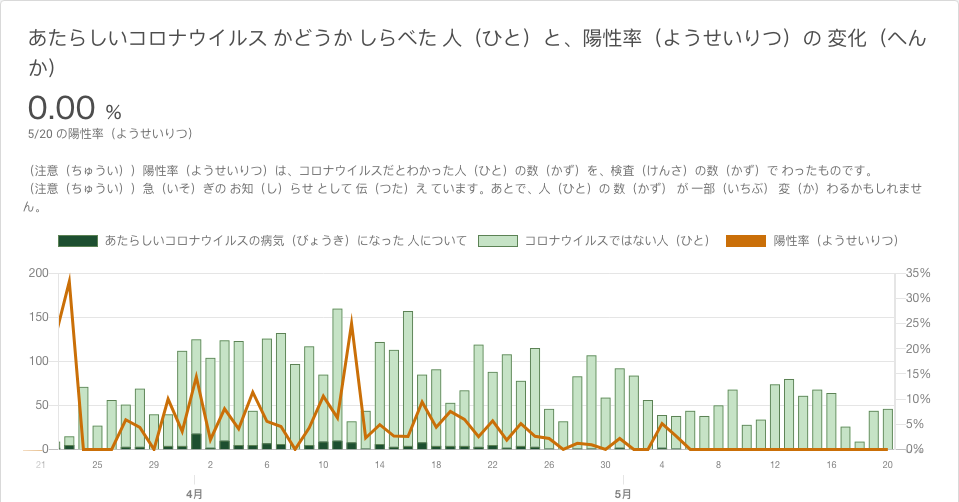 あたらしいコロナウイルス かどうか しらべた 人（ひと）と、陽性率（ようせいりつ）の 変化（へん
か）
0.00 %
5/20 の陽性率（ようせいりつ）
（注意（ちゅうい））陽性率（ようせいりつ）は、コロナウイルスだとわかった人（ひと）の数（かず）を、検査（けんさ）の数（かず）で わったものです。
（注意（ちゅうい））急（いそ）ぎの お知（し）らせ として 伝（つた）え ています。あとで、人（ひと）の 数（かず） が 一部（いちぶ） 変（か）わるかもしれませ
ん。
あたらしいコロナウイルスの病気（びょうき）になった 人について コロナウイルスではない人（ひと） 陽性率（ようせいりつ）
200 35%
30%
150 25%
20%
100 15%
50 10%
5%
0 0%
21 25 29 2 6 10 14 18 22 26 30 4 8 12 16 20
4月 5月